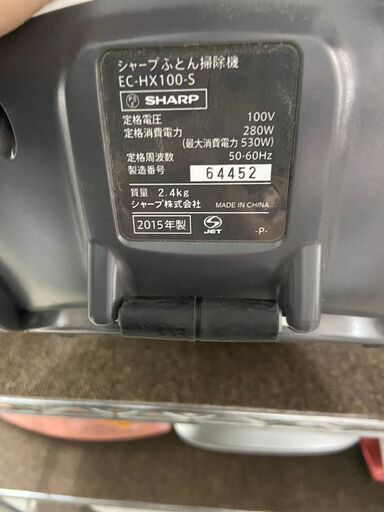 シャープふとん掃除機
EC-HX100-S
SHARP
定格電圧 100V
定格消費電力 280W
(最大消費電力 530W)
定格周波数 50-60Hz
製造番号 64452
質量 2.4kg
シャープ株式会社 MADE IN CHINA
2015年製 S JET -P-